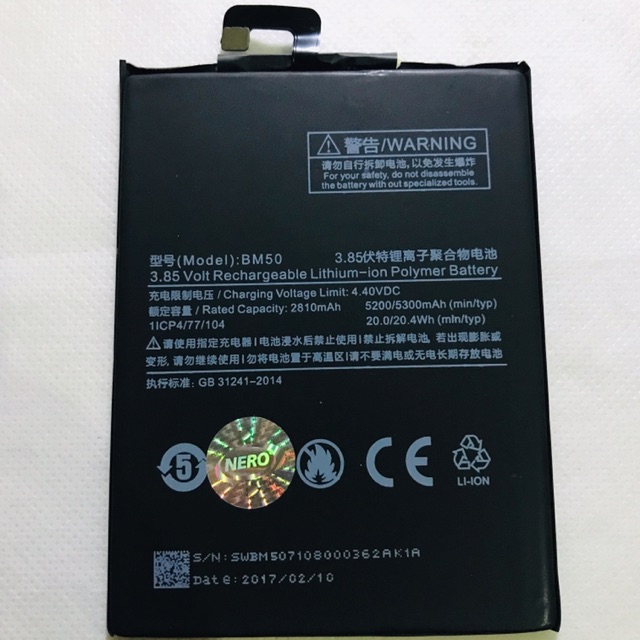 警告/WARNING
请勿自行拆卸电池,以免发生爆炸
For your safety, do not disassemble
the battery with out specialized tools.
型号(Model):BM50 3.85伏特锂离子聚合物电池
3.85 Volt Rechargeable Lithium-ion Polymer Battery
充电限制电压 / Charging Voltage Limit: 4.40VDC
额定容量 / Rated Capacity: 2810mAh 5200/5300mAh (min/typ)
1ICP4/77/104 20.0/20.4Wh (min/typ)
请使用指定充电器|电池浸水后禁止使用|禁止拆解电池,若出现膨胀或
变形,请勿继续使用|勿将电池置于高温区|请不要满电或无电长期存放电池
执行标准: GB 31241-2014
5
NERO
CE
LI-ION
S/N: SWBM507108000362AK1A
Date: 2017/02/10